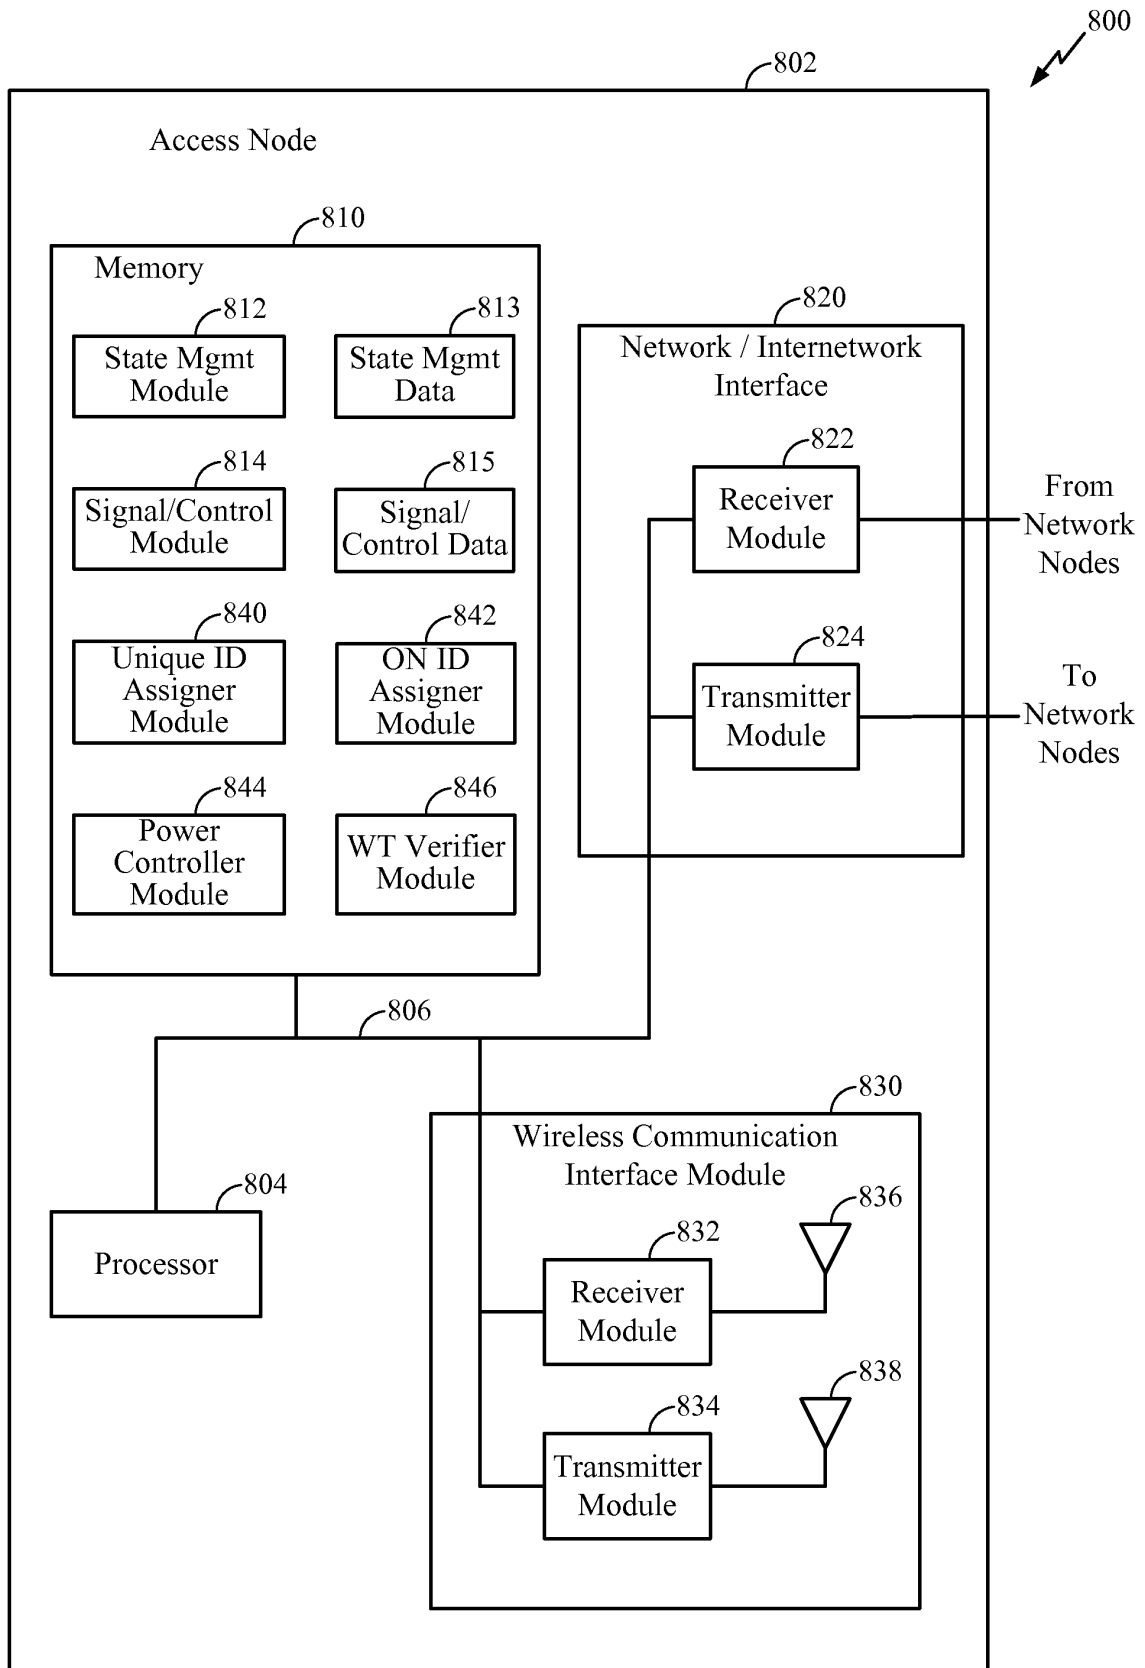 800
802
Access Node
810
Memory
812
State Mgmt
Module
813
State Mgmt
Data
814
Signal/Control
Module
815
Signal/
Control Data
840
Unique ID
Assigner
Module
842
ON ID
Assigner
Module
844
Power
Controller
Module
846
WT Verifier
Module
820
Network / Internetwork
Interface
822
Receiver
Module
From
Network
Nodes
824
Transmitter
Module
To
Network
Nodes
806
804
Processor
830
Wireless Communication
Interface Module
832
Receiver
Module
836
834
Transmitter
Module
838